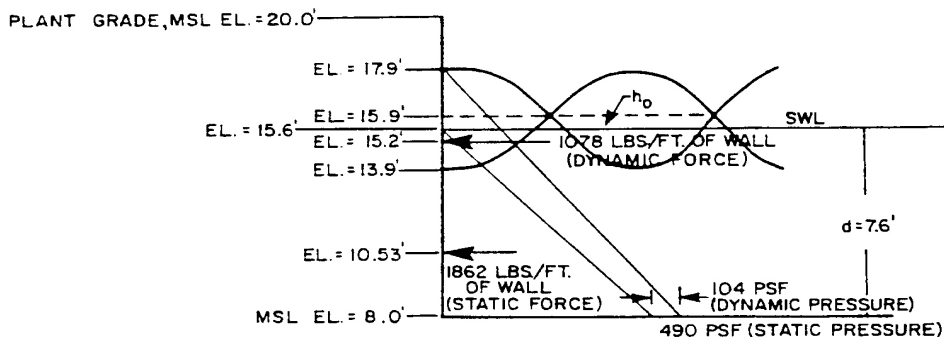 PLANT GRADE, MSL EL. = 20.0'
EL. = 17.9'
EL. = 15.9'
h₀
SWL
EL. = 15.6'
EL. = 15.2'
1078 LBS/FT. OF WALL
(DYNAMIC FORCE)
EL. = 13.9'
d = 7.6'
EL. = 10.53'
1862 LBS./FT.
OF WALL
(STATIC FORCE)
104 PSF
(DYNAMIC PRESSURE)
MSL EL. = 8.0'
490 PSF (STATIC PRESSURE)